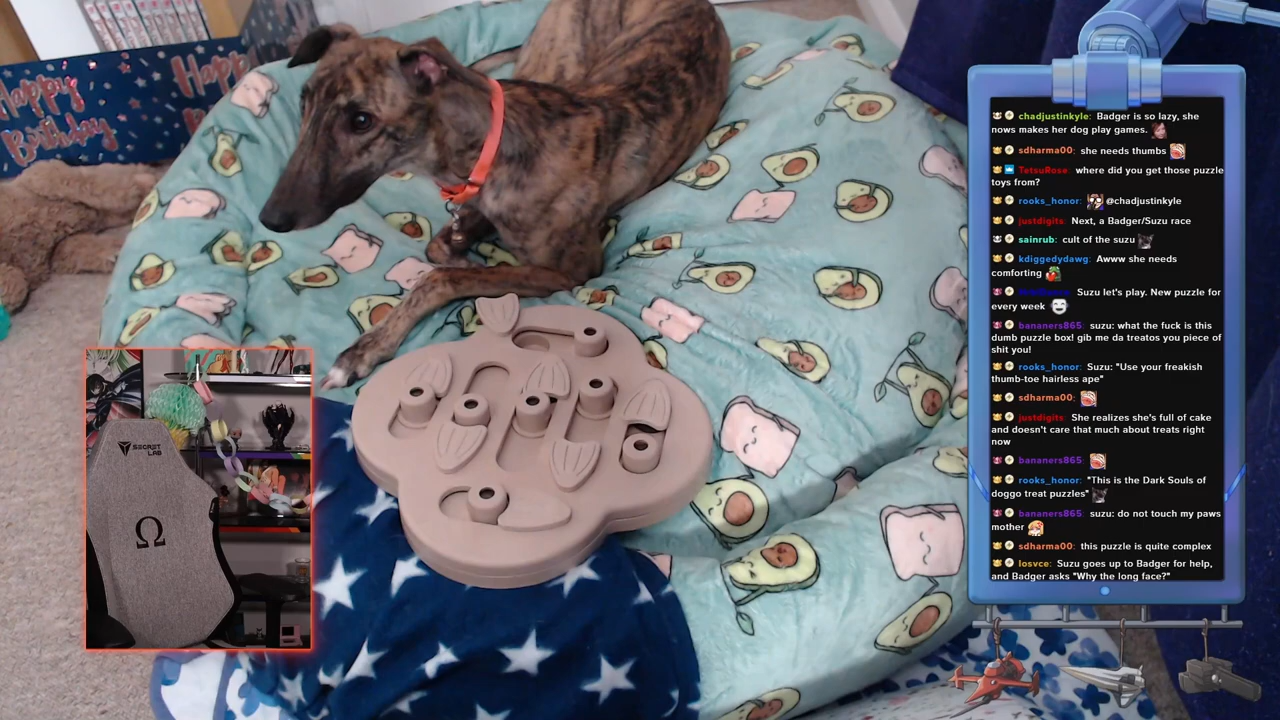 Happy
Birthday
Happy
SECRET
LAB
Ω
chadjustinkyle: Badger is so lazy, she
nows makes her dog play games.
sdharma00: she needs thumbs
TetsuRose: where did you get those puzzle
toys from?
rooks_honor: @chadjustinkyle
justdigits: Next, a Badger/Suzu race
sainrub: cult of the suzu
kdiggedydawg: Awww she needs
comforting
Suzu let's play. New puzzle for
every week
bananers865: suzu: what the fuck is this
dumb puzzle box! gib me da treatos you piece of
shit you!
rooks_honor: Suzu: "Use your freakish
thumb-toe hairless ape"
sdharma00:
justdigits: She realizes she's full of cake
and doesn't care that much about treats right
now
bananers865:
rooks_honor: "This is the Dark Souls of
doggo treat puzzles"
bananers865: suzu: do not touch my paws
mother
sdharma00: this puzzle is quite complex
losvce: Suzu goes up to Badger for help,
and Badger asks "Why the long face?"